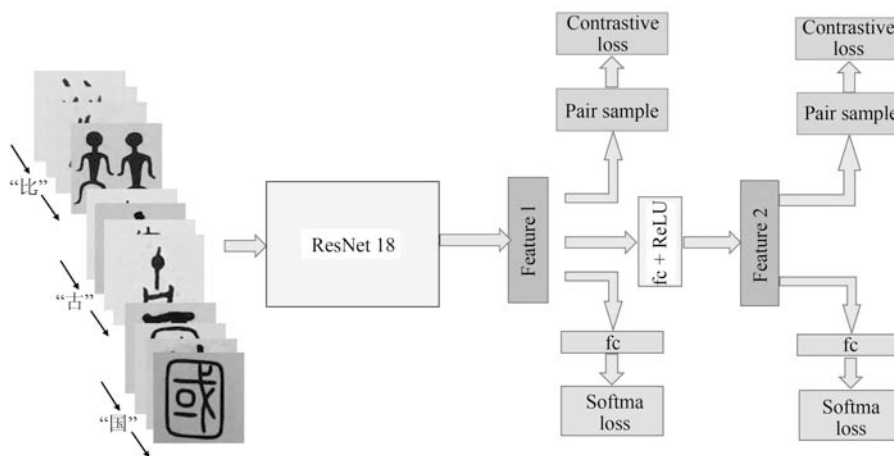 “比”
“古”
“国”
國
ResNet 18
Feature 1
Contrastive
loss
Pair sample
fc + ReLU
fc
Softma
loss
Feature 2
Contrastive
loss
Pair sample
fc
Softma
loss